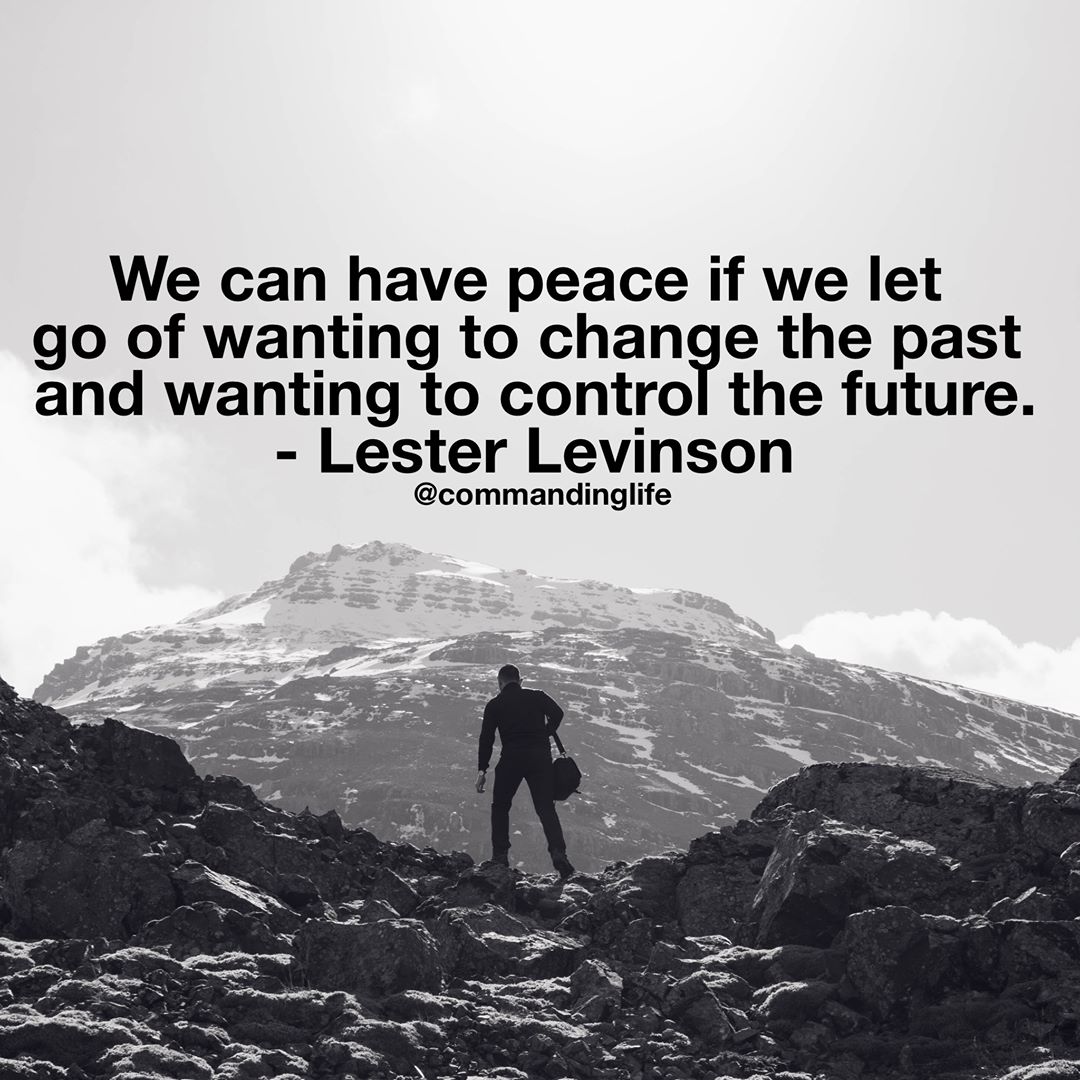 We can have peace if we let
go of wanting to change the past
and wanting to control the future.
- Lester Levinson
@commandinglife